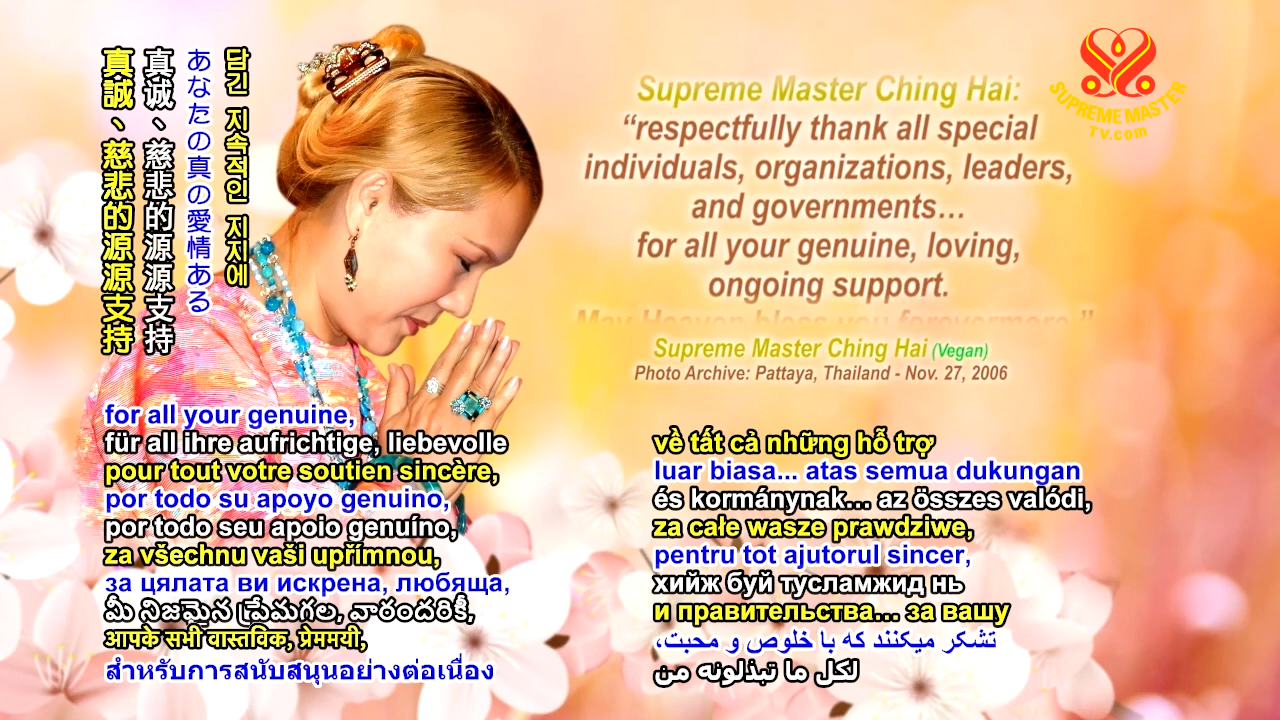 담긴 지속적인 지지에
あなたの真の愛情ある
真诚、慈悲的源源支持
真誠、慈悲的源源支持
Supreme Master Ching Hai:
“respectfully thank all special
individuals, organizations, leaders,
and governments…
for all your genuine, loving,
ongoing support.
May Heaven bless you forevermore.”
SUPREME MASTER
TV.com
Supreme Master Ching Hai (Vegan)
Photo Archive: Pattaya, Thailand - Nov. 27, 2006
for all your genuine,
für all ihre aufrichtige, liebevolle
pour tout votre soutien sincère,
por todo su apoyo genuino,
por todo seu apoio genuíno,
za všechnu vaši upřímnou,
за цялата ви искрена, любяща,
మీ నిజమైన ప్రేమగల, వారందరికీ,
आपके सभी वास्तविक, प्रेममयी,
สำหรับการสนับสนุนอย่างต่อเนื่อง
về tất cả những hỗ trợ
luar biasa... atas semua dukungan
és kormánynak... az összes valódi,
za całe wasze prawdziwe,
pentru tot ajutorul sincer,
хийж буй тусламжид нь
и правительства... за вашу
تشکر میکنند که با خلوص و محبت،
لكل ما تبذلونه من